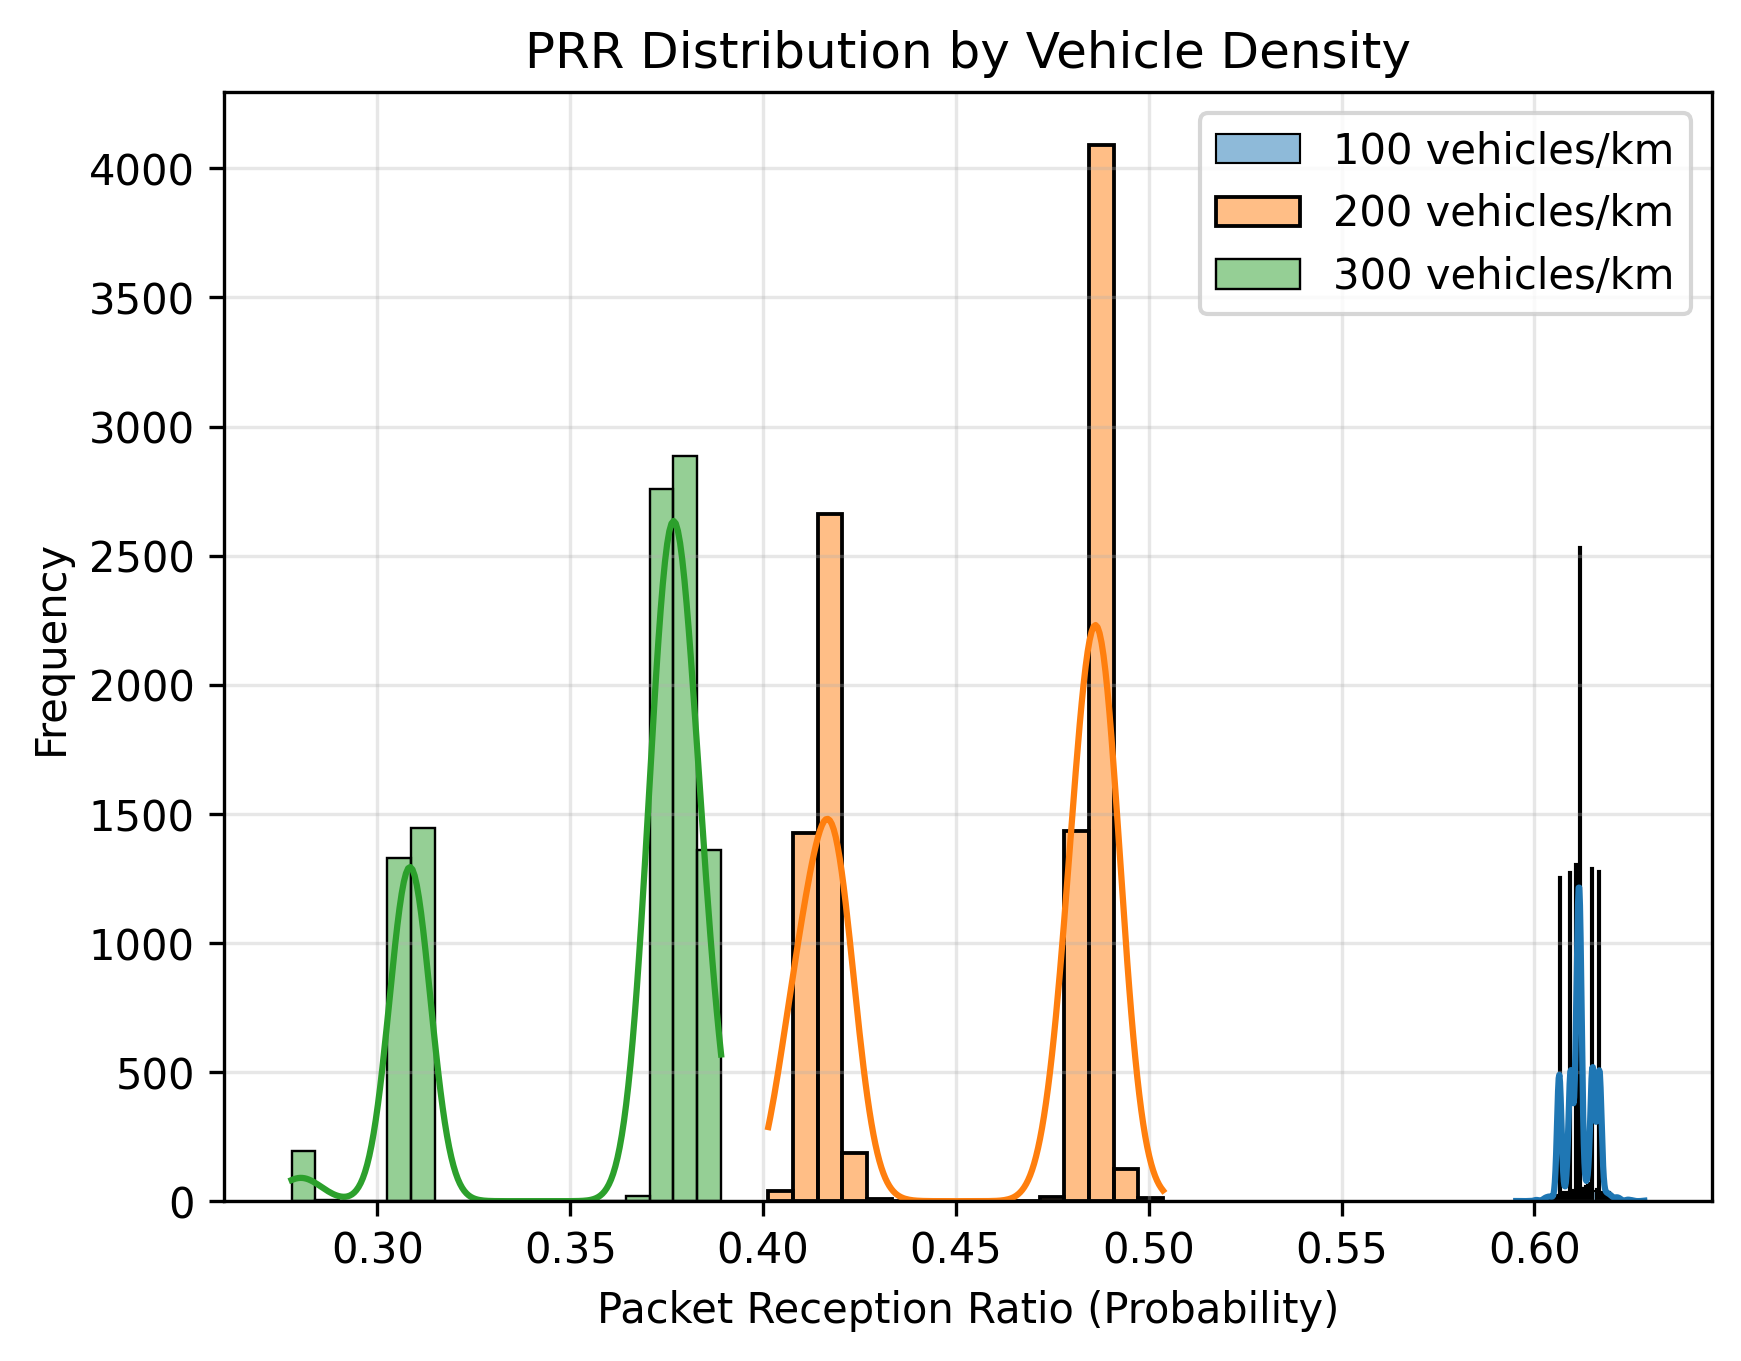 PRR Distribution by Vehicle Density
100 vehicles/km
200 vehicles/km
300 vehicles/km
Frequency
4000
3500
3000
2500
2000
1500
1000
500
0
0.30 0.35 0.40 0.45 0.50 0.55 0.60
Packet Reception Ratio (Probability)